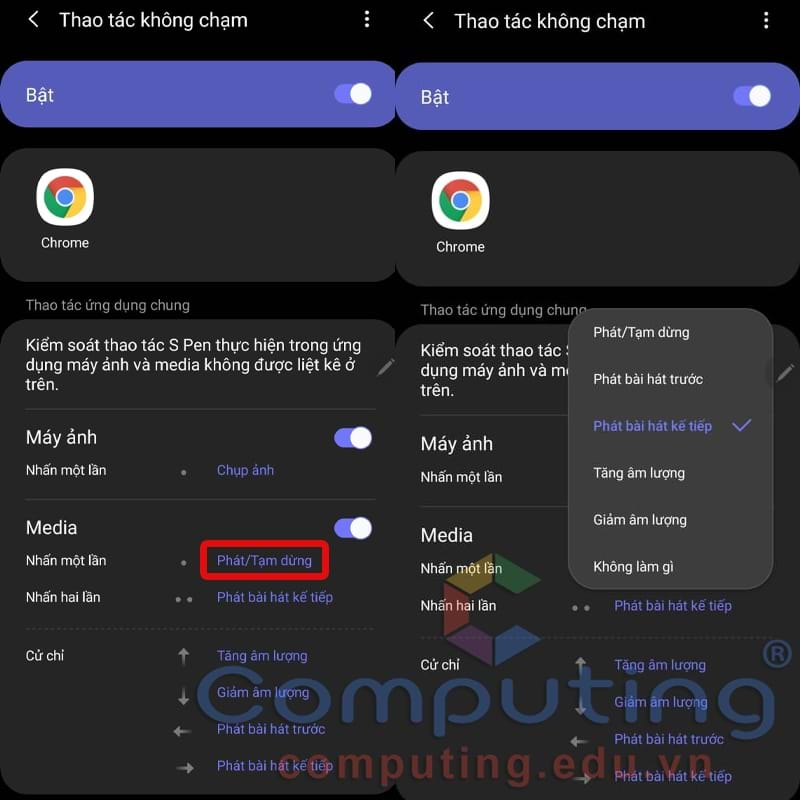 Thao tác không chạm
Bật
Chrome
Thao tác ứng dụng chung
Kiểm soát thao tác S Pen thực hiện trong ứng
dụng máy ảnh và media không được liệt kê ở
trên.
Máy ảnh
Nhấn một lần
Chụp ảnh
Media
Nhấn một lần
Phát/Tạm dừng
Nhấn hai lần
Phát bài hát kế tiếp
Cử chỉ
Tăng âm lượng
Giảm âm lượng
Phát bài hát trước
Phát bài hát kế tiếp
Thao tác không chạm
Bật
Chrome
Thao tác ứng dụng chung
Kiểm soát thao tác
dụng máy ảnh và
trên.
Máy ảnh
Nhấn một lần
Media
Nhấn một lần
Nhấn hai lần
Phát bài hát kế tiếp
Cử chỉ
Tăng âm lượng
Giảm âm lượng
Phát bài hát trước
Phát bài hát kế tiếp
Phát/Tạm dừng
Phát bài hát trước
Phát bài hát kế tiếp
Tăng âm lượng
Giảm âm lượng
Không làm gì
Computing®
computing.edu.vn